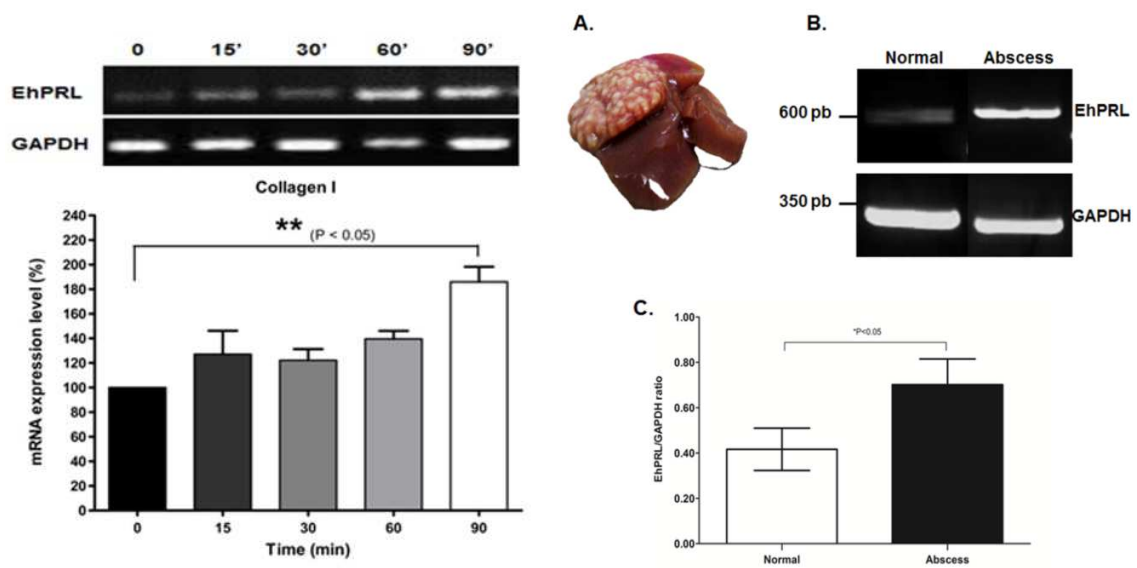 0 15’ 30’ 60’ 90’
EhPRL
GAPDH
Collagen I
**
(P < 0.05)
mRNA expression level (%)
240
220
200
180
160
140
120
100
80
60
40
20
0
0 15 30 60 90
Time (min)
A.
B.
Normal Abscess
600 pb
EhPRL
350 pb
GAPDH
C.
*P<0.05
EhPRL/GAPDH ratio
1.00
0.80
0.60
0.40
0.20
0.00
Normal Abscess